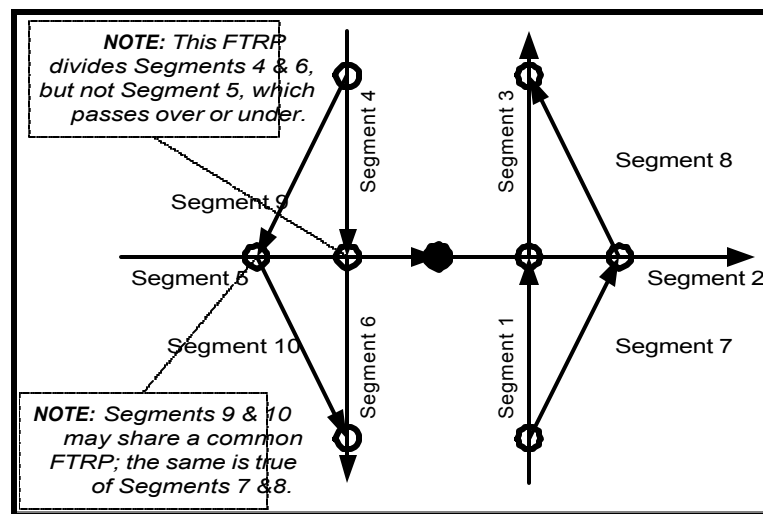 NOTE: This FTRP
divides Segments 4 & 6,
but not Segment 5, which
passes over or under.
Segment 4
Segment 3
Segment 8
Segment 9
Segment 5
Segment 2
Segment 10
Segment 6
Segment 1
Segment 7
NOTE: Segments 9 & 10
may share a common
FTRP; the same is true
of Segments 7 &8.